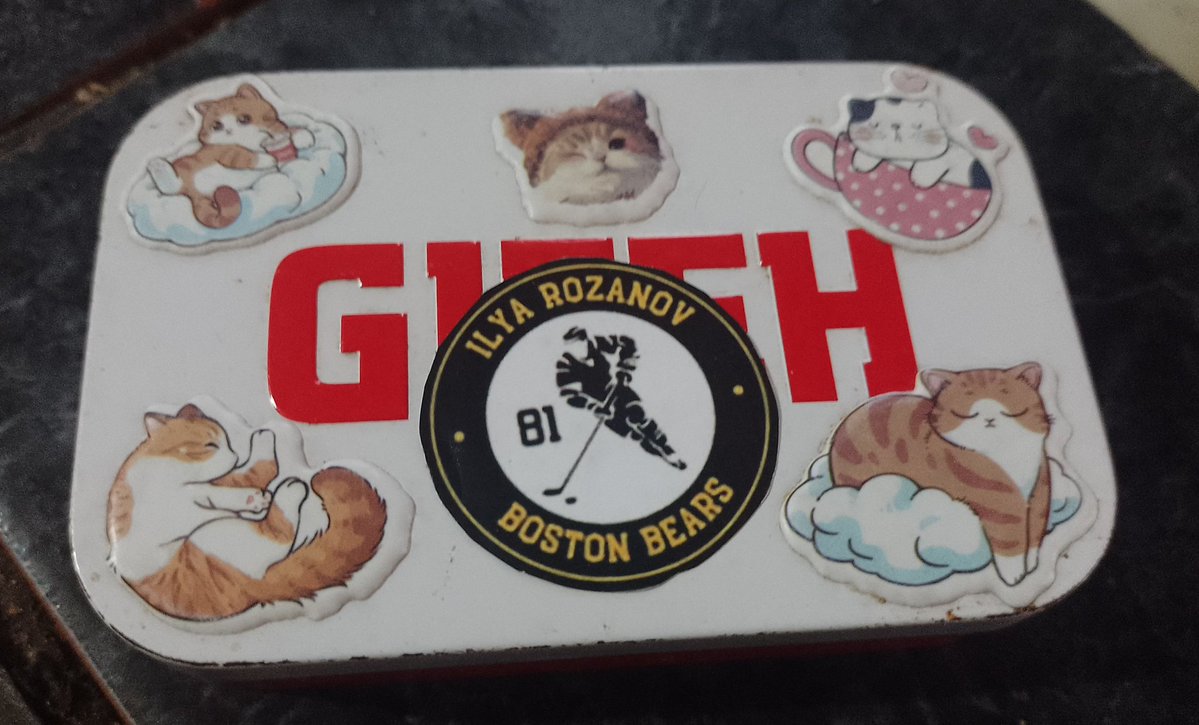 ILYA ROZANOV
81
BOSTON BEARS